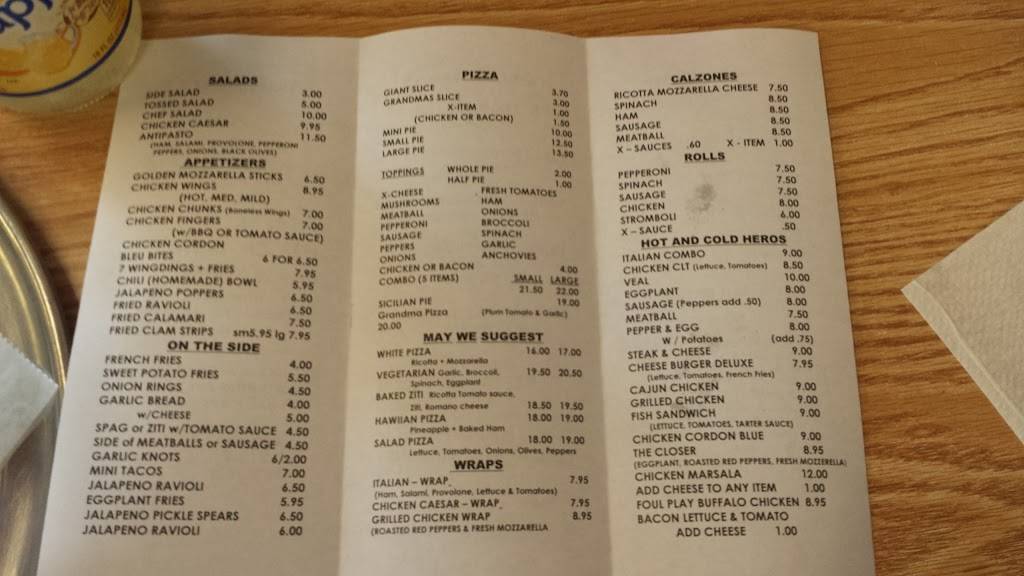 SALADS
SIDE SALAD 3.00
TOSSED SALAD 5.00
CHEF SALAD 10.00
CHICKEN CAESAR 9.95
ANTIPASTO 11.50
(HAM, SALAMI, PROVOLONE, PEPPERONI
PEPPERS, ONIONS, BLACK OLIVES)
APPETIZERS
GOLDEN MOZZARELLA STICKS 6.50
CHICKEN WINGS 8.95
(HOT, MED, MILD)
CHICKEN CHUNKS (Boneless Wings) 7.00
CHICKEN FINGERS 7.00
(w/BBQ OR TOMATO SAUCE)
CHICKEN CORDON
BLEU BITES 6 FOR 6.50
7 WINGDINGS + FRIES 7.95
CHILI (HOMEMADE) BOWL 5.95
JALAPENO POPPERS 6.50
FRIED RAVIOLI 6.50
FRIED CALAMARI 7.50
FRIED CLAM STRIPS sm5.95 lg 7.95
ON THE SIDE
FRENCH FRIES 4.00
SWEET POTATO FRIES 5.50
ONION RINGS 4.50
GARLIC BREAD 4.00
w/CHEESE 5.00
SPAG or ZITI w/TOMATO SAUCE 4.50
SIDE of MEATBALLS or SAUSAGE 4.50
GARLIC KNOTS 6/2.00
MINI TACOS 7.00
JALAPENO RAVIOLI 6.50
EGGPLANT FRIES 5.95
JALAPENO PICKLE SPEARS 6.50
JALAPENO RAVIOLI 6.00
PIZZA
GIANT SLICE 3.70
GRANDMAS SLICE 3.00
X-ITEM 1.00
(CHICKEN OR BACON) 1.50
MINI PIE 10.00
SMALL PIE 12.50
LARGE PIE 13.50
TOPPINGS WHOLE PIE 2.00
HALF PIE 1.00
X-CHEESE FRESH TOMATOES
MUSHROOMS HAM
MEATBALL ONIONS
PEPPERONI BROCCOLI
SAUSAGE SPINACH
PEPPERS GARLIC
ONIONS ANCHOVIES
CHICKEN OR BACON 4.00
COMBO (5 ITEMS) SMALL LARGE
21.50 22.00
SICILIAN PIE 19.00
Grandma Pizza (Plum Tomato & Garlic)
20.00
MAY WE SUGGEST
WHITE PIZZA 16.00 17.00
Ricotta + Mozzarella
VEGETARIAN Garlic, Broccoli, 19.50 20.50
Spinach, Eggplant
BAKED ZITI Ricotta Tomato sauce,
Ziti, Romano cheese 18.50 19.50
HAWIIAN PIZZA 18.00 19.00
Pineapple + Baked Ham
SALAD PIZZA 18.00 19.00
Lettuce, Tomatoes, Onions, Olives, Peppers
WRAPS
ITALIAN – WRAP 7.95
(Ham, Salami, Provolone, Lettuce & Tomatoes)
CHICKEN CAESAR – WRAP 7.95
GRILLED CHICKEN WRAP 8.95
(ROASTED RED PEPPERS & FRESH MOZZARELLA
CALZONES
RICOTTA MOZZARELLA CHEESE 7.50
SPINACH 8.50
HAM 8.50
SAUSAGE 8.50
MEATBALL 8.50
X – SAUCES .60 X - ITEM 1.00
ROLLS
PEPPERONI 7.50
SPINACH 7.50
SAUSAGE 7.50
CHICKEN 8.00
STROMBOLI 6.00
X – SAUCE .50
HOT AND COLD HEROS
ITALIAN COMBO 9.00
CHICKEN CLT (Lettuce, Tomatoes) 8.50
VEAL 10.00
EGGPLANT 8.00
SAUSAGE (Peppers add .50) 8.00
MEATBALL 7.50
PEPPER & EGG 8.00
W / Potatoes (add .75)
STEAK & CHEESE 9.00
CHEESE BURGER DELUXE 7.95
(Lettuce, Tomatoes, French Fries)
CAJUN CHICKEN 9.00
GRILLED CHICKEN 9.00
FISH SANDWICH 9.00
(LETTUCE, TOMATOES, TARTER SAUCE)
CHICKEN CORDON BLUE 9.00
THE CLOSER 8.95
(EGGPLANT, ROASTED RED PEPPERS, FRESH MOZZERELLA)
CHICKEN MARSALA 12.00
ADD CHEESE TO ANY ITEM 1.00
FOUL PLAY BUFFALO CHICKEN 8.95
BACON LETTUCE & TOMATO
ADD CHEESE 1.00